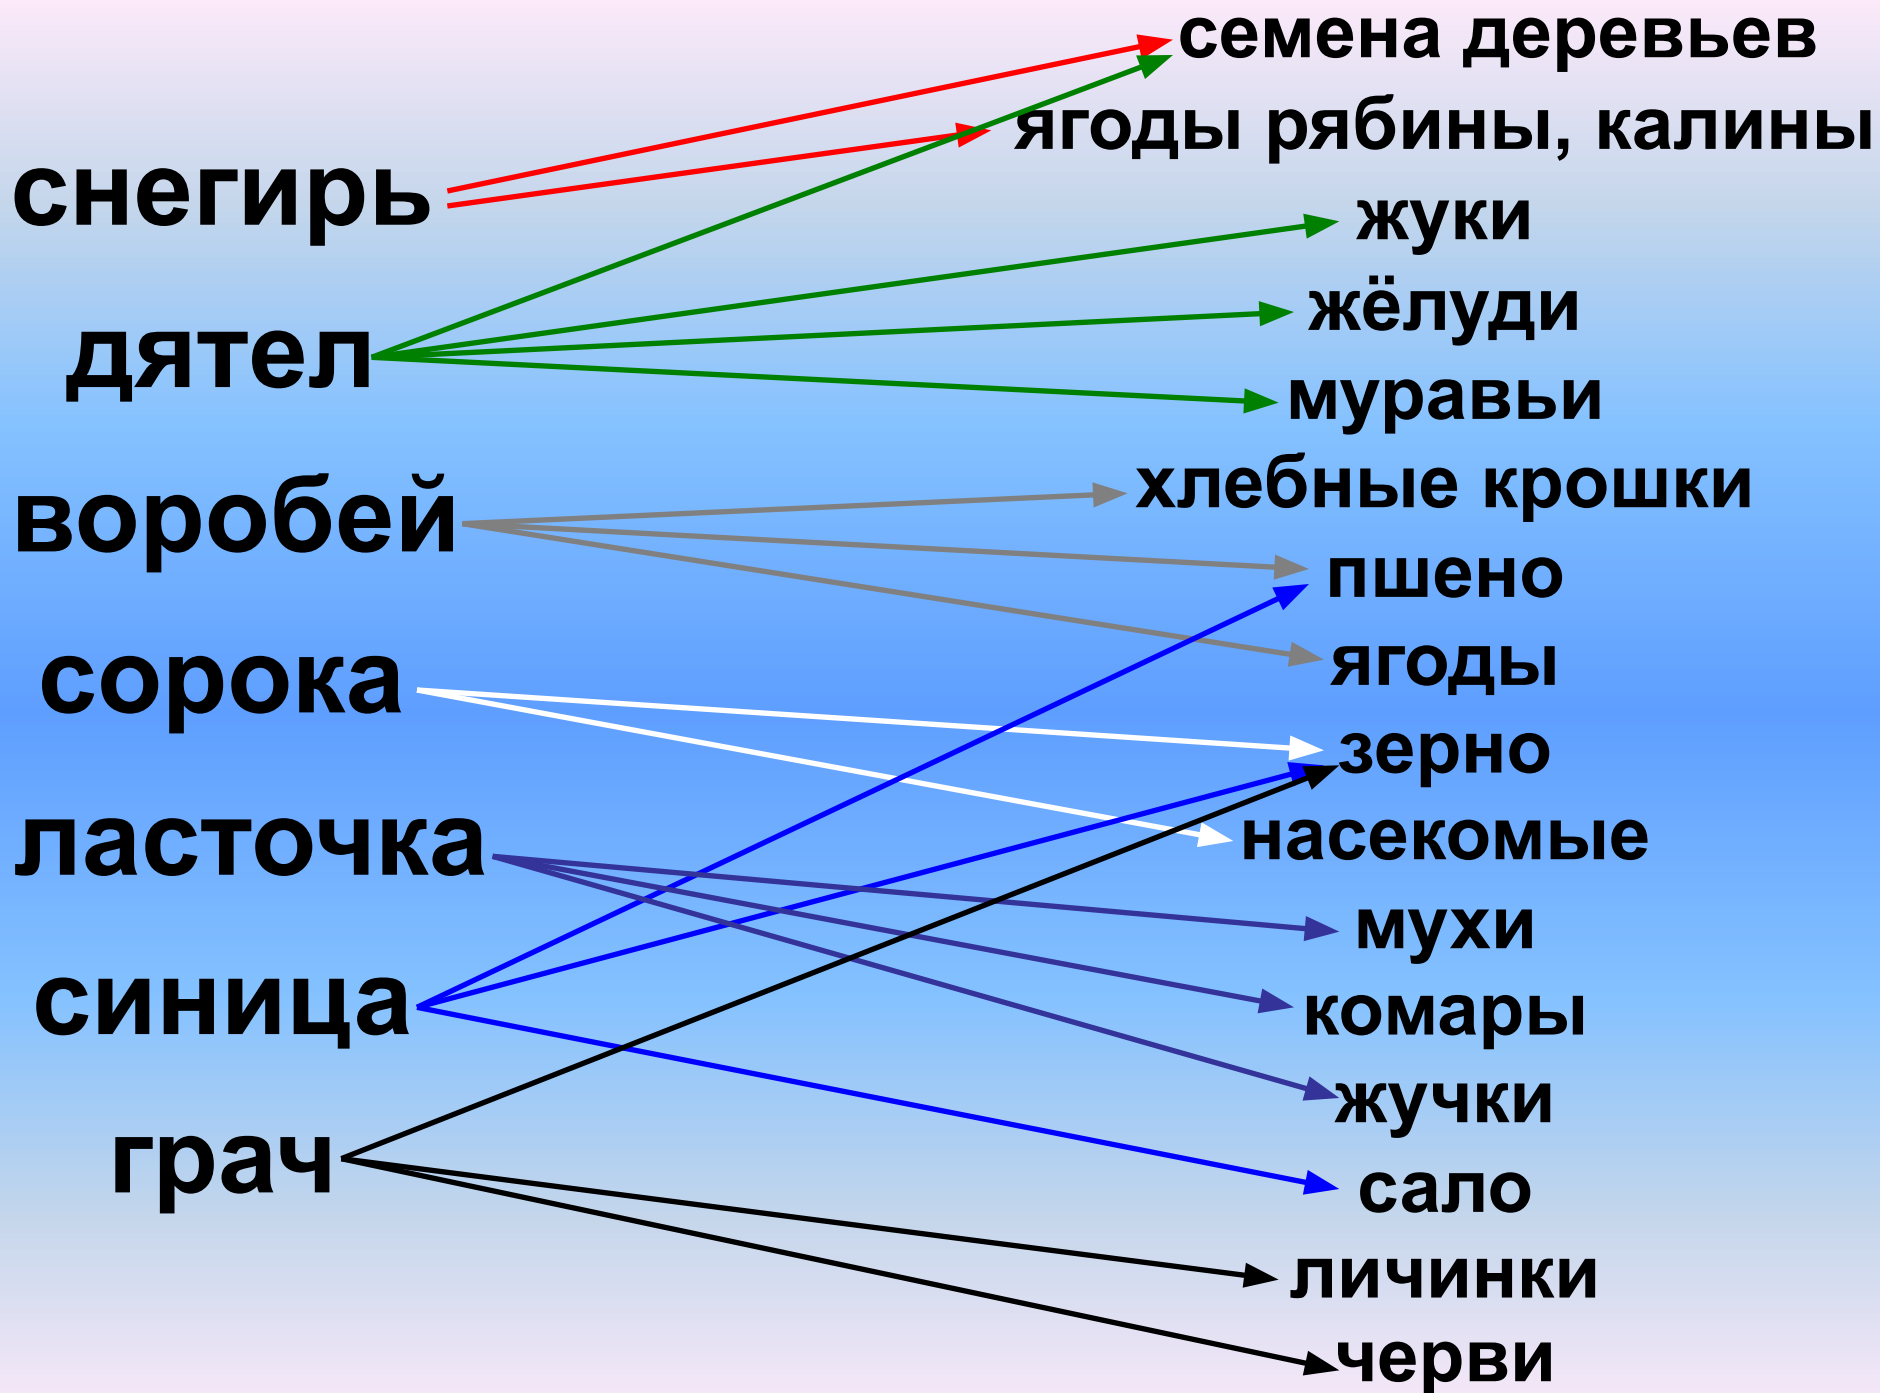 семена деревьев
ягоды рябины, калины
снегирь
жуки
жёлуди
дятел
муравьи
хлебные крошки
воробей
пшено
ягоды
сорока
зерно
насекомые
ласточка
мухи
синица
комары
жучки
грач
сало
личинки
черви